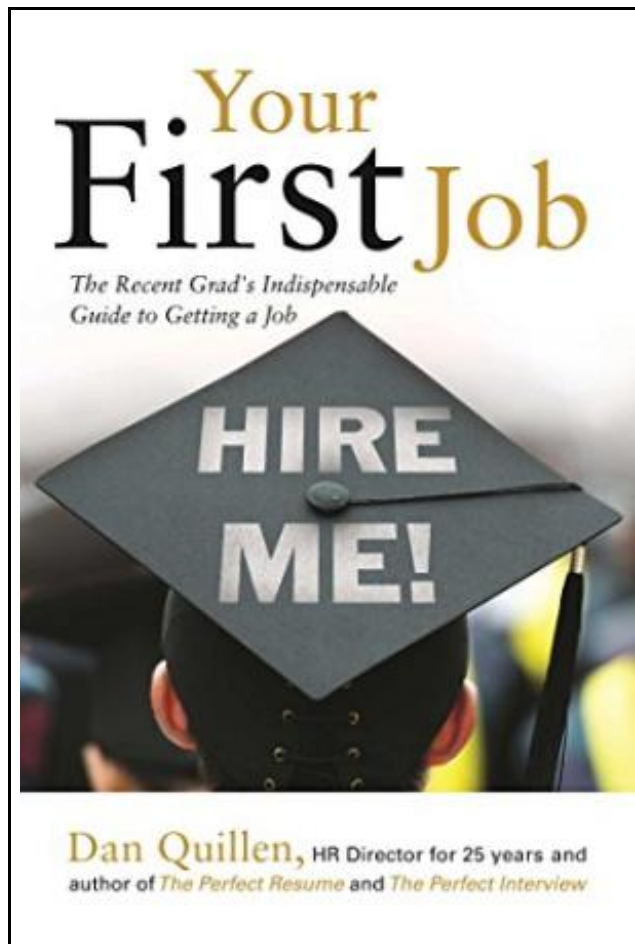 Your
First Job
The Recent Grad's Indispensable
Guide to Getting a Job
HIRE
ME!
Dan Quillen, HR Director for 25 years and
author of The Perfect Resume and The Perfect Interview